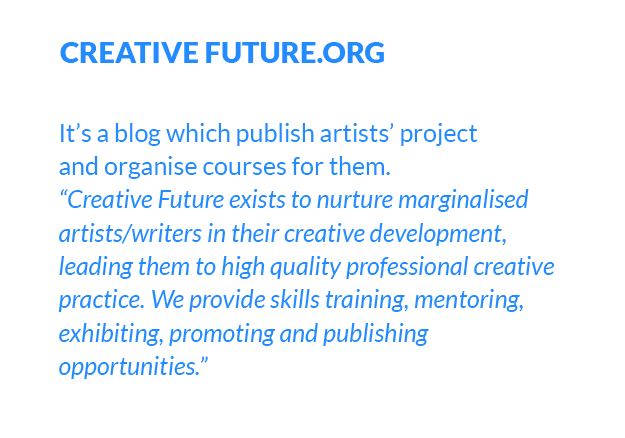 CREATIVE FUTURE.ORG
It’s a blog which publish artists’ project
and organise courses for them.
“Creative Future exists to nurture marginalised
artists/writers in their creative development,
leading them to high quality professional creative
practice. We provide skills training, mentoring,
exhibiting, promoting and publishing
opportunities.”